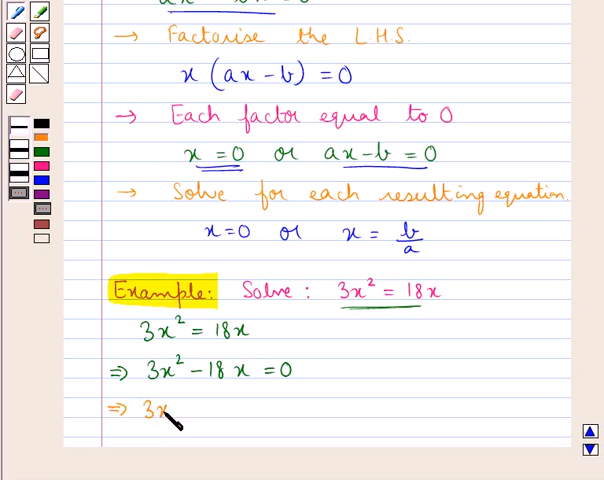 → Factorise the L.H.S.
x (ax - b) = 0
→ Each factor equal to 0
x = 0 or ax - b = 0
→ Solve for each resulting equation.
x = 0 or x = b/a
Example: Solve : 3x² = 18x
3x² = 18x
⇒ 3x² - 18x = 0
⇒ 3x